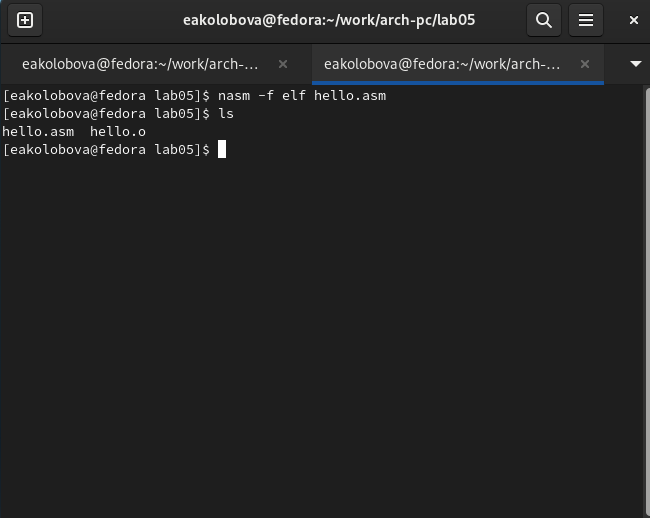 eakolobova@fedora:~/work/arch-pc/lab05
eakolobova@fedora:~/work/arch-... eakolobova@fedora:~/work/arch-...
[eakolobova@fedora lab05]$ nasm -f elf hello.asm
[eakolobova@fedora lab05]$ ls
hello.asm  hello.o
[eakolobova@fedora lab05]$